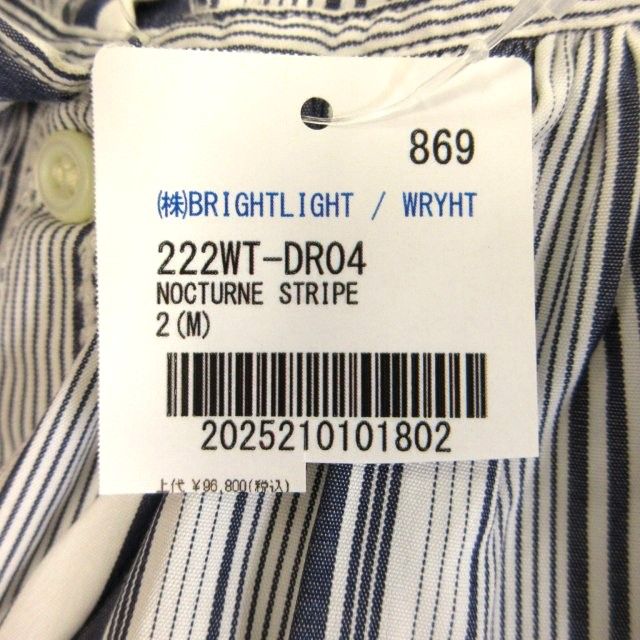 869
㈱BRIGHTLIGHT / WRYHT
222WT-DR04
NOCTURNE STRIPE
2(M)
2025210101802
上代 ¥96,800(税込)